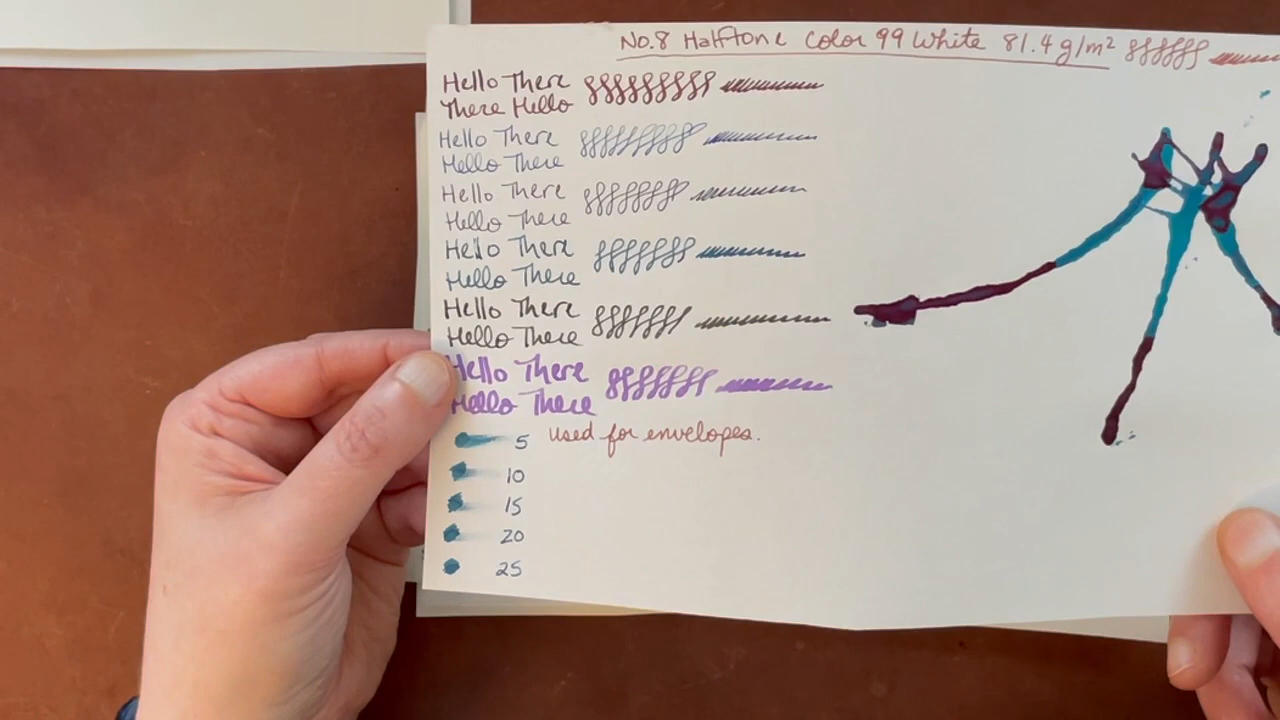 No.8 Halftone Color 99 White 81.4 g/m²
Hello There
There Hello
Hello There
Hello There
Hello There
Hello There
Hello There
Hello There
Hello There
Hello There
Hello There
Hello There
5 used for envelopes.
10
15
20
25